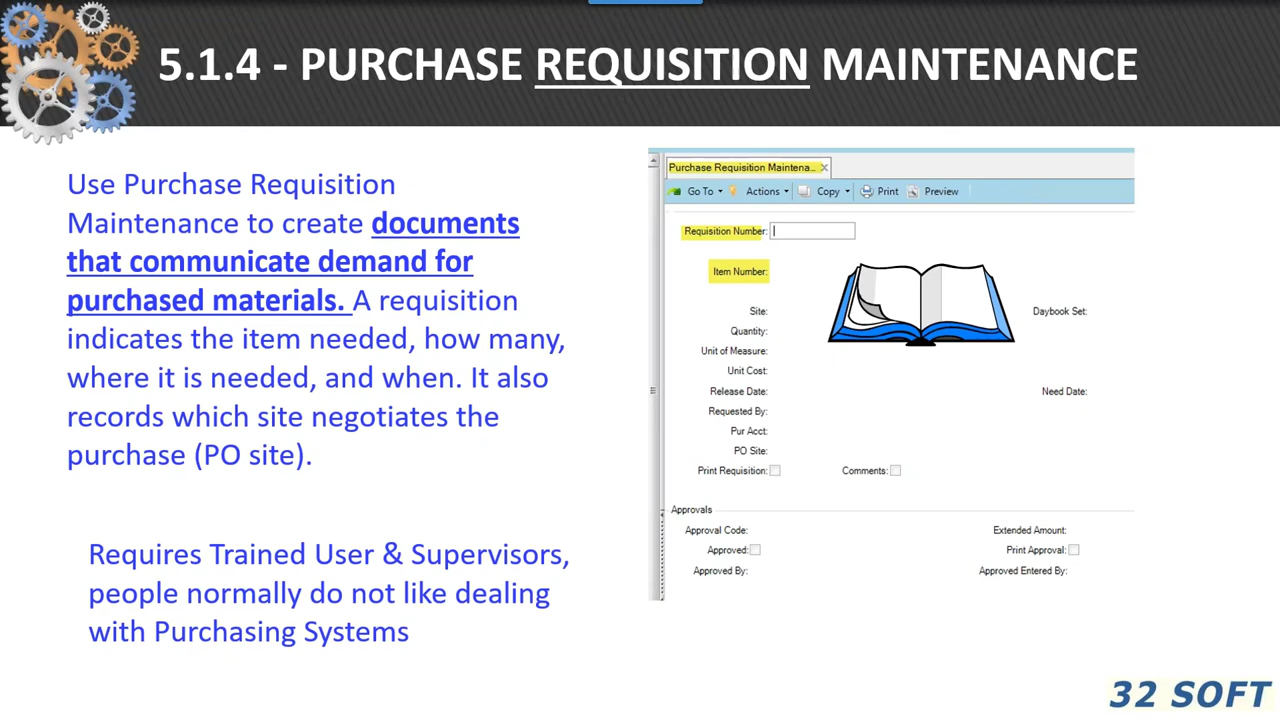 5.1.4 - PURCHASE REQUISITION MAINTENANCE
Use Purchase Requisition
Maintenance to create documents
that communicate demand for
purchased materials. A requisition
indicates the item needed, how many,
where it is needed, and when. It also
records which site negotiates the
purchase (PO site).
Requires Trained User & Supervisors,
people normally do not like dealing
with Purchasing Systems
Purchase Requisition Maintena...
Go To Actions Copy Print Preview
Requisition Number:
Item Number:
Site: Daybook Set:
Quantity:
Unit of Measure:
Unit Cost:
Release Date: Need Date:
Requested By:
Pur Acct:
PO Site:
Print Requisition: Comments:
Approvals
Approval Code: Extended Amount:
Approved: Print Approval:
Approved By: Approved Entered By:
32 SOFT